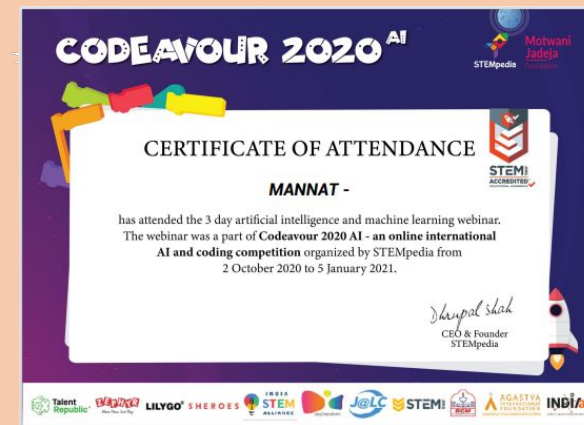 CODEAVOUR 2020 AI
STEMpedia
Motwani
Jadeja
Foundation
CERTIFICATE OF ATTENDANCE
STEM
ACCREDITED
MANNAT -
has attended the 3 day artificial intelligence and machine learning webinar.
The webinar was a part of Codeavour 2020 AI - an online international
AI and coding competition organized by STEMpedia from
2 October 2020 to 5 January 2021.
Dhrupal Shah
CEO & Founder
STEMpedia
Talent
Republic
ZEPHYR
LILYGO
SHEROES
INDIA
STEM
ALLIANCE
J@LC
STEM
AGASTYA
INTERNATIONAL
FOUNDATION
INDIA